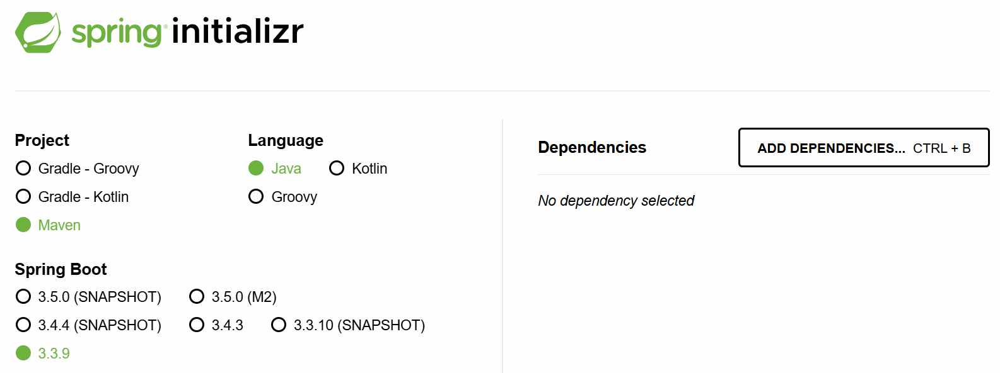 spring initializr
Project
Gradle - Groovy
Gradle - Kotlin
Maven
Language
Java Kotlin
Groovy
Spring Boot
3.5.0 (SNAPSHOT) 3.5.0 (M2)
3.4.4 (SNAPSHOT) 3.4.3 3.3.10 (SNAPSHOT)
3.3.9
Dependencies
ADD DEPENDENCIES... CTRL + B
No dependency selected